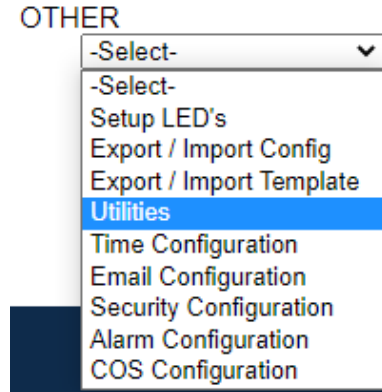 OTHER
-Select-
-Select-
Setup LED's
Export / Import Config
Export / Import Template
Utilities
Time Configuration
Email Configuration
Security Configuration
Alarm Configuration
COS Configuration